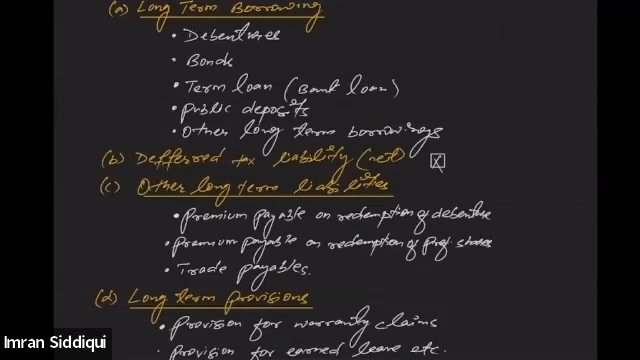 (a) Long Term Borrowing
• Debentures
• Bonds
• Term loan (Bank loan)
• Public deposits
• Other long term borrowings
(b) Deffered tax liability (net) X
(c) Other long term liabilities
• Premium payable on redemption of debenture
• Premium payable on redemption of Pref. shares
• Trade payables.
(d) Long term provisions
• Provision for warranty claims
• Provision for earned leave etc.
Imran Siddiqui